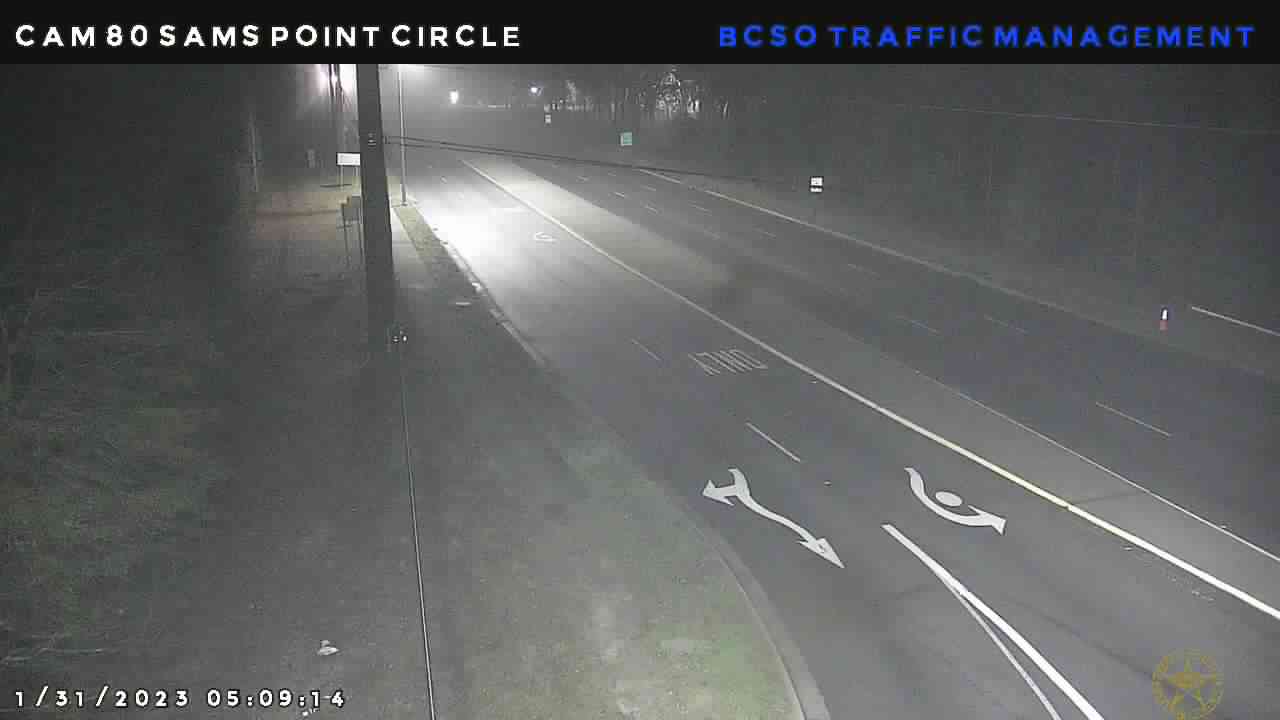 CAM 80 SAMS POINT CIRCLE
BCSO TRAFFIC MANAGEMENT
ONLY
1/31/2023 05:09:14